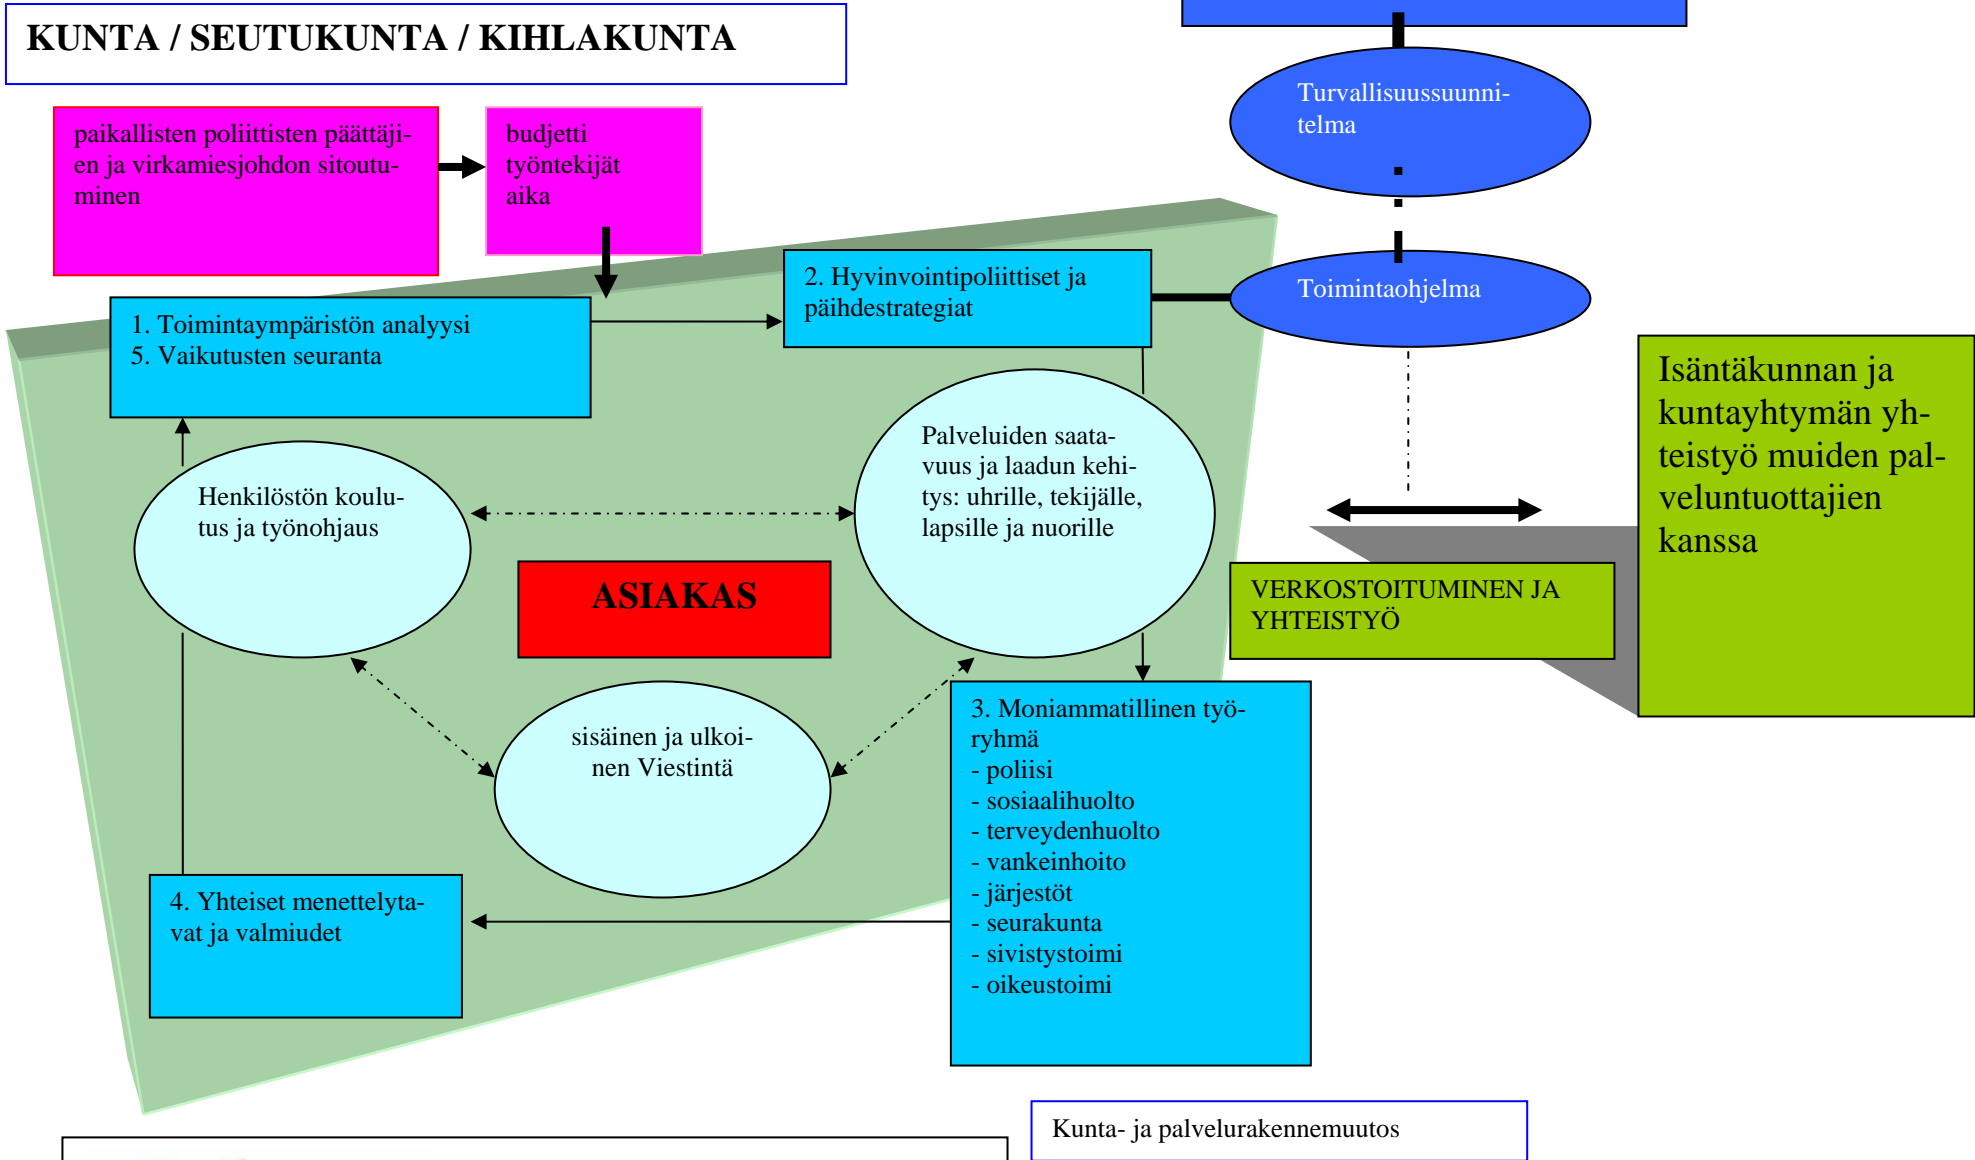 KUNTA / SEUTUKUNTA / KIHLAKUNTA
Turvallisuussuunni-
telma
paikallisten poliittisten päättäji-
en ja virkamiesjohdon sitoutu-
minen
budjetti
työntekijät
aika
1. Toimintaympäristön analyysi
5. Vaikutusten seuranta
2. Hyvinvointipoliittiset ja
päihdestrategiat
Toimintaohjelma
Isäntäkunnan ja
kuntayhtymän yh-
teistyö muiden pal-
veluntuottajien
kanssa
Henkilöstön koulu-
tus ja työnohjaus
Palveluiden saata-
vuus ja laadun kehi-
tys: uhrille, tekijälle,
lapsille ja nuorille
ASIAKAS
VERKOSTOITUMINEN JA
YHTEISTYÖ
sisäinen ja ulkoi-
nen Viestintä
3. Moniammatillinen työ-
ryhmä
- poliisi
- sosiaalihuolto
- terveydenhuolto
- vankeinhoito
- järjestöt
- seurakunta
- sivistystoimi
- oikeustoimi
4. Yhteiset menettelyta-
vat ja valmiudet
Kunta- ja palvelurakennemuutos